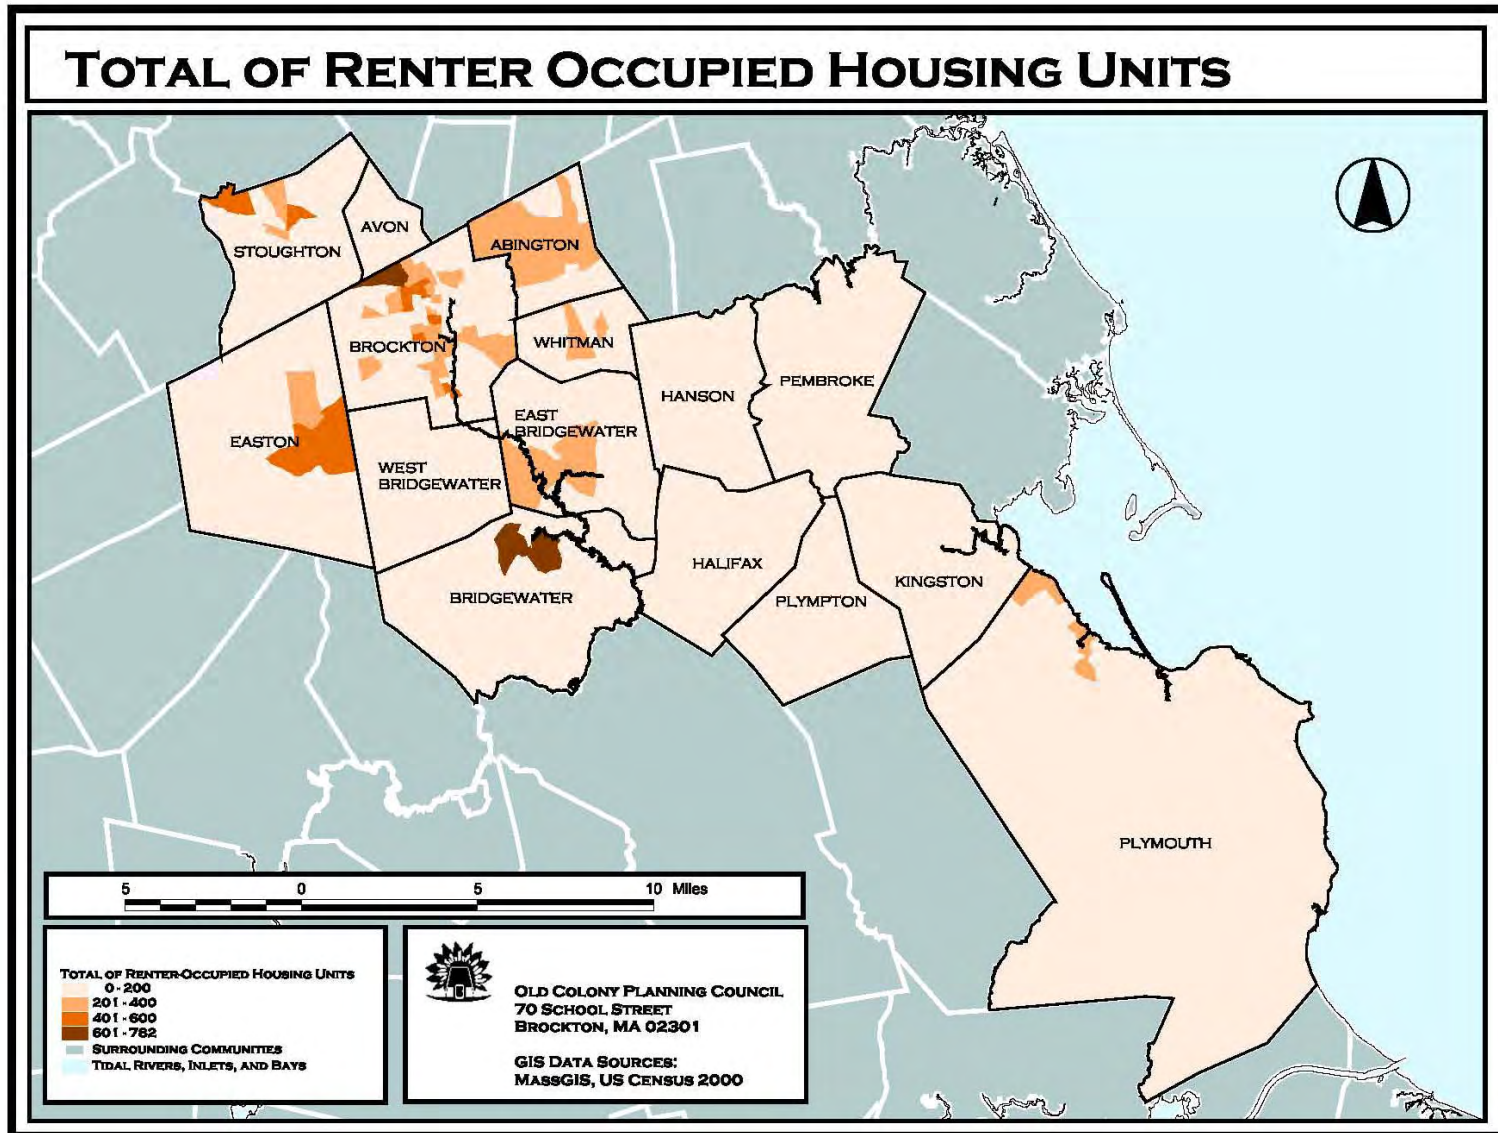 TOTAL OF RENTER OCCUPIED HOUSING UNITS
STOUGHTON
AVON
ABINGTON
BROCKTON
WHITMAN
HANSON
PEMBROKE
EASTON
WEST
BRIDGEWATER
EAST
BRIDGEWATER
BRIDGEWATER
HALIFAX
PLYMPTON
KINGSTON
PLYMOUTH
5 0 5 10 Miles
TOTAL OF RENTER-OCCUPIED HOUSING UNITS
0 - 200
201 - 400
401 - 600
601 - 782
SURROUNDING COMMUNITIES
TIDAL RIVERS, INLETS, AND BAYS
OLD COLONY PLANNING COUNCIL
70 SCHOOL STREET
BROCKTON, MA 02301
GIS DATA SOURCES:
MASSGIS, US CENSUS 2000